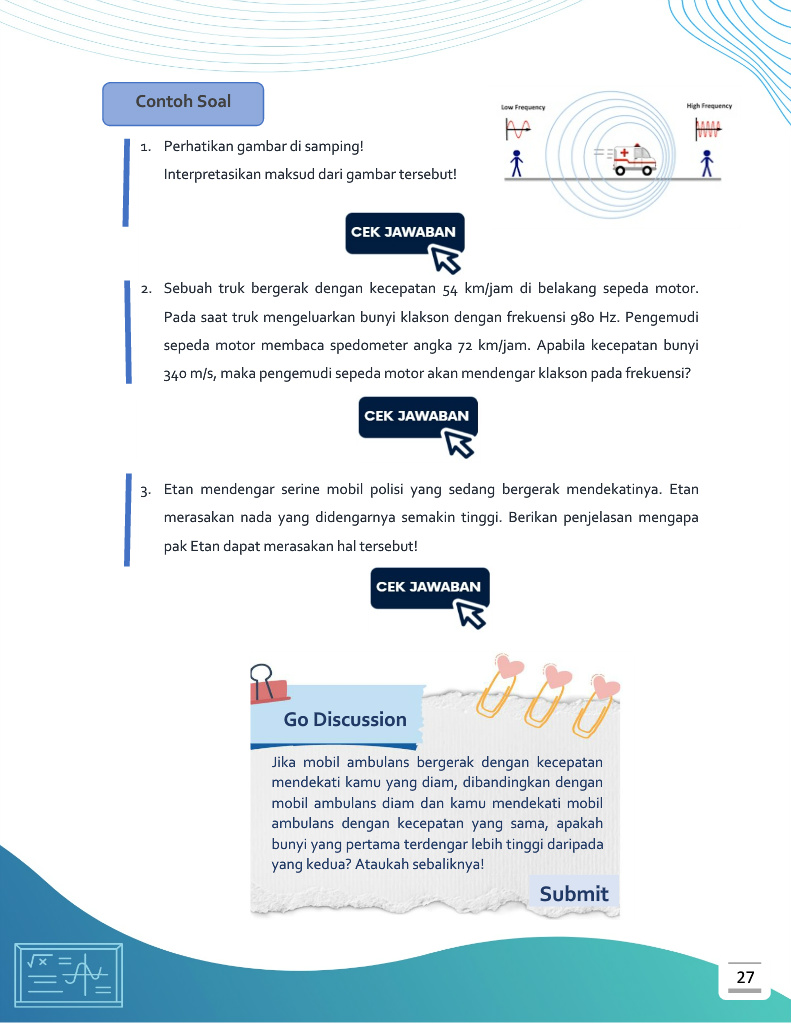 Contoh Soal
Low Frequency
High Frequency
1. Perhatikan gambar di samping!
Interpretasikan maksud dari gambar tersebut!
CEK JAWABAN
2. Sebuah truk bergerak dengan kecepatan 54 km/jam di belakang sepeda motor.
Pada saat truk mengeluarkan bunyi klakson dengan frekuensi 980 Hz. Pengemudi
sepeda motor membaca spedometer angka 72 km/jam. Apabila kecepatan bunyi
340 m/s, maka pengemudi sepeda motor akan mendengar klakson pada frekuensi?
CEK JAWABAN
3. Etan mendengar serine mobil polisi yang sedang bergerak mendekatinya. Etan
merasakan nada yang didengarnya semakin tinggi. Berikan penjelasan mengapa
pak Etan dapat merasakan hal tersebut!
CEK JAWABAN
Go Discussion
Jika mobil ambulans bergerak dengan kecepatan
mendekati kamu yang diam, dibandingkan dengan
mobil ambulans diam dan kamu mendekati mobil
ambulans dengan kecepatan yang sama, apakah
bunyi yang pertama terdengar lebih tinggi daripada
yang kedua? Ataukah sebaliknya!
Submit
√x
27